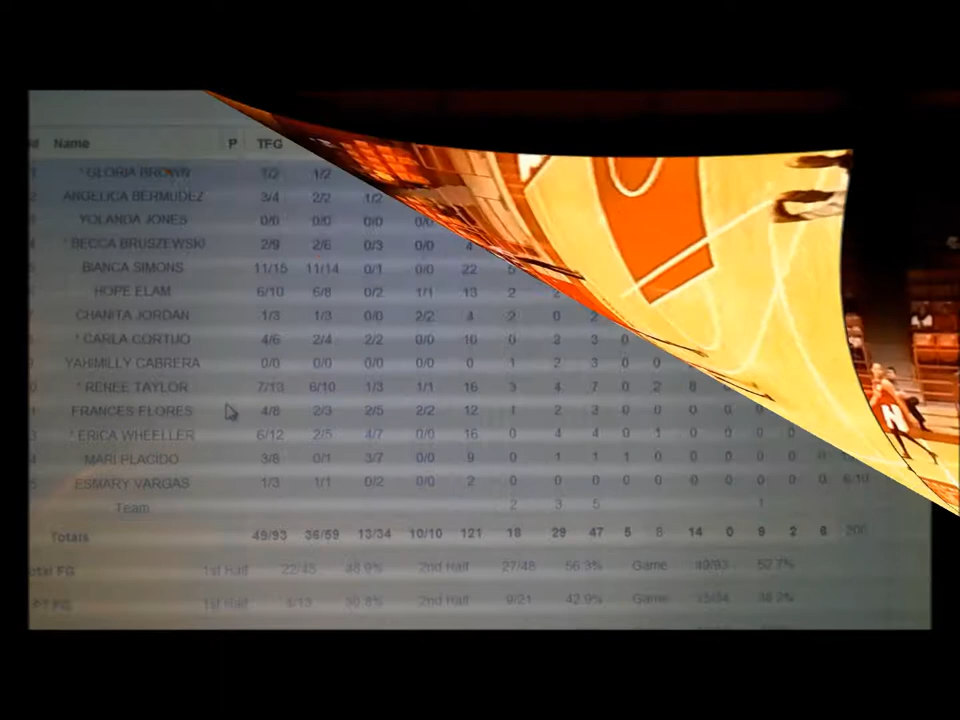 Name P TFG
* GLORIA BROWN 1/2
ANGELICA BERMUDEZ 3/4 2/2 1/2
YOLANDA JONES 0/0 0/0 0/0 0/0
* BECCA BRUSZEWSKI 2/9 2/6 0/3 0/0 4
BIANCA SIMONS 11/15 11/14 0/1 0/0 22 5
HOPE ELAM 6/10 6/8 0/2 1/1 13 2 2
CHANITA JORDAN 1/3 1/3 0/0 2/2 4 2 0 2
* CARLA CORTIJO 4/6 2/4 2/2 0/0 10 0 2 3 0
YAHIMILLY CABRERA 0/0 0/0 0/0 0/0 0 1 2 3 0 0
* RENEE TAYLOR 7/13 6/10 1/3 1/1 16 3 4 7 0 2 8
FRANCES FLORES 4/8 2/3 2/5 2/2 12 1 2 3 0 0 0 0 0
* ERICA WHEELLER 6/12 2/5 4/7 0/0 16 0 4 4 0 1 0 0 0
MARI PLACIDO 3/8 0/1 3/7 0/0 9 0 1 1 1 0 0 0 0 0 0
ESMARY VARGAS 1/3 1/1 0/2 0/0 2 0 0 0 0 0 0 0 0 0 0
Team 2 3 5 1
Totals 49/93 36/59 13/34 10/10 121 18 29 47 5 8 14 0 9 2 6 200
FG 1st Half 22/45 48.9% 2nd Half 27/48 56.3% Game 49/93 52.7%
1st Half 4/13 30.8% 2nd Half 9/21 42.9% Game 13/34 38.2%
N